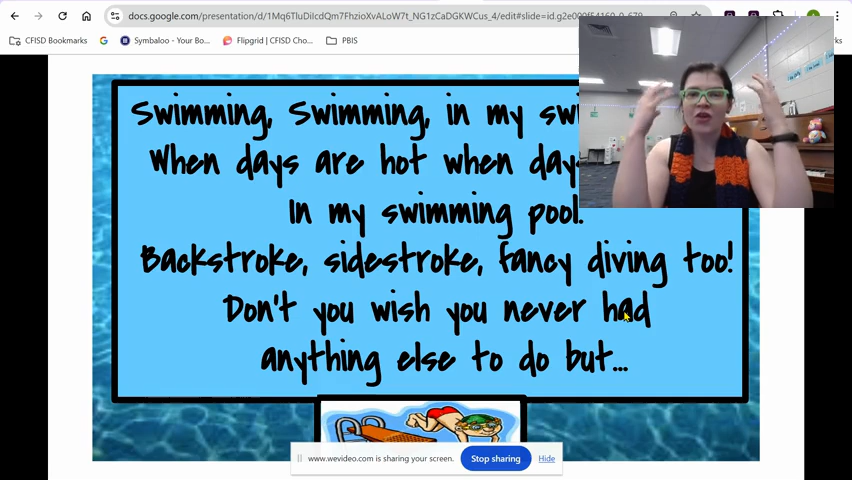 docs.google.com/presentation/d/1Mq6TluDiIcdQm7FhzioXvALoW7t_NG1zCaDGKWCus_4/edit#slide=id.g2e000f54160_0_679
CFISD Bookmarks
Symbaloo - Your Bo...
Flipgrid | CFISD Cho...
PBIS
Swimming, Swimming, in my
When days are hot when
In my swimming pool.
Backstroke, sidestroke, fancy diving too!
Don't you wish you never had
anything else to do but...
www.wevideo.com is sharing your screen.
Stop sharing
Hide